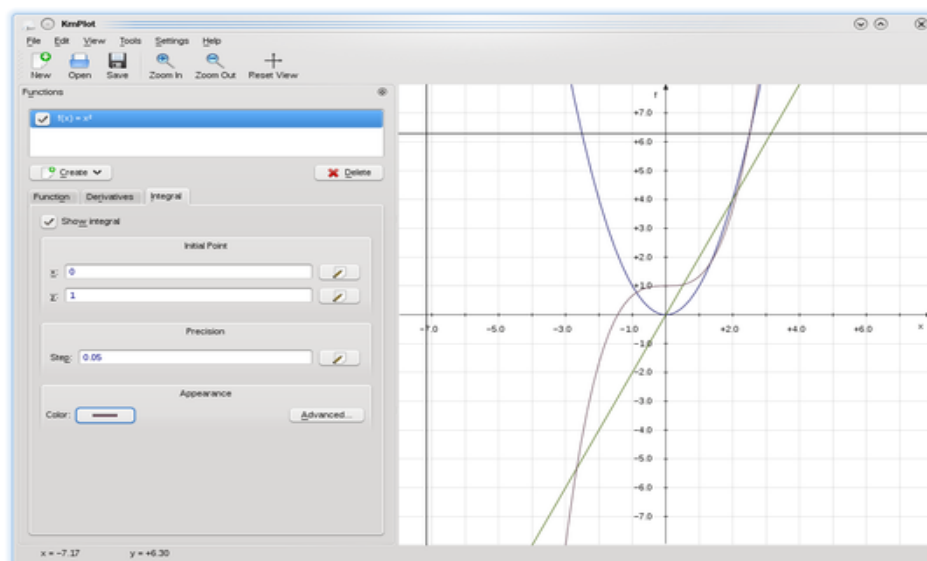 KmPlot
File Edit View Tools Settings Help
New Open Save Zoom In Zoom Out Reset View
Functions
f(x) = x²
Create Delete
Function Derivatives Integral
Show integral
Initial Point
x: 0
y: 1
Precision
Step: 0.05
Appearance
Color: Advanced...
f
+7.0
+6.0
+4.0
+3.0
+2.0
+1.0
-7.0 -5.0 -3.0 -1.0 +2.0 +4.0 +6.0 x
-1.0
-2.0
-3.0
-4.0
-5.0
-6.0
-7.0
x = -7.17 y = +6.30